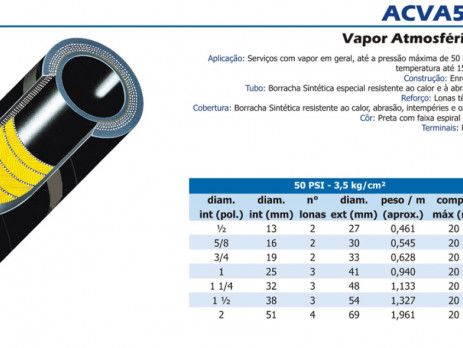 ACVA5
Vapor Atmosféri
Aplicação: Serviços com vapor em geral, até a pressão máxima de 50
temperatura até 15
Construção: Enr
Tubo: Borracha Sintética especial resistente ao calor e à abras
Reforço: Lonas tê
Cobertura: Borracha Sintética resistente ao calor, abrasão, intempéries e o
Côr: Preta com faixa espiral
Terminais:
50 PSI - 3,5 kg/cm²
diam. diam. n° diam. peso / m comp
int (pol.) int (mm) lonas ext (mm) (aprox.) máx (
½ 13 2 27 0,461 20
5/8 16 2 30 0,545 20
3/4 19 2 33 0,628 20
1 25 3 41 0,940 20
1 1/4 32 3 48 1,133 20
1 ½ 38 3 54 1,327 20
2 51 4 69 1,961 20